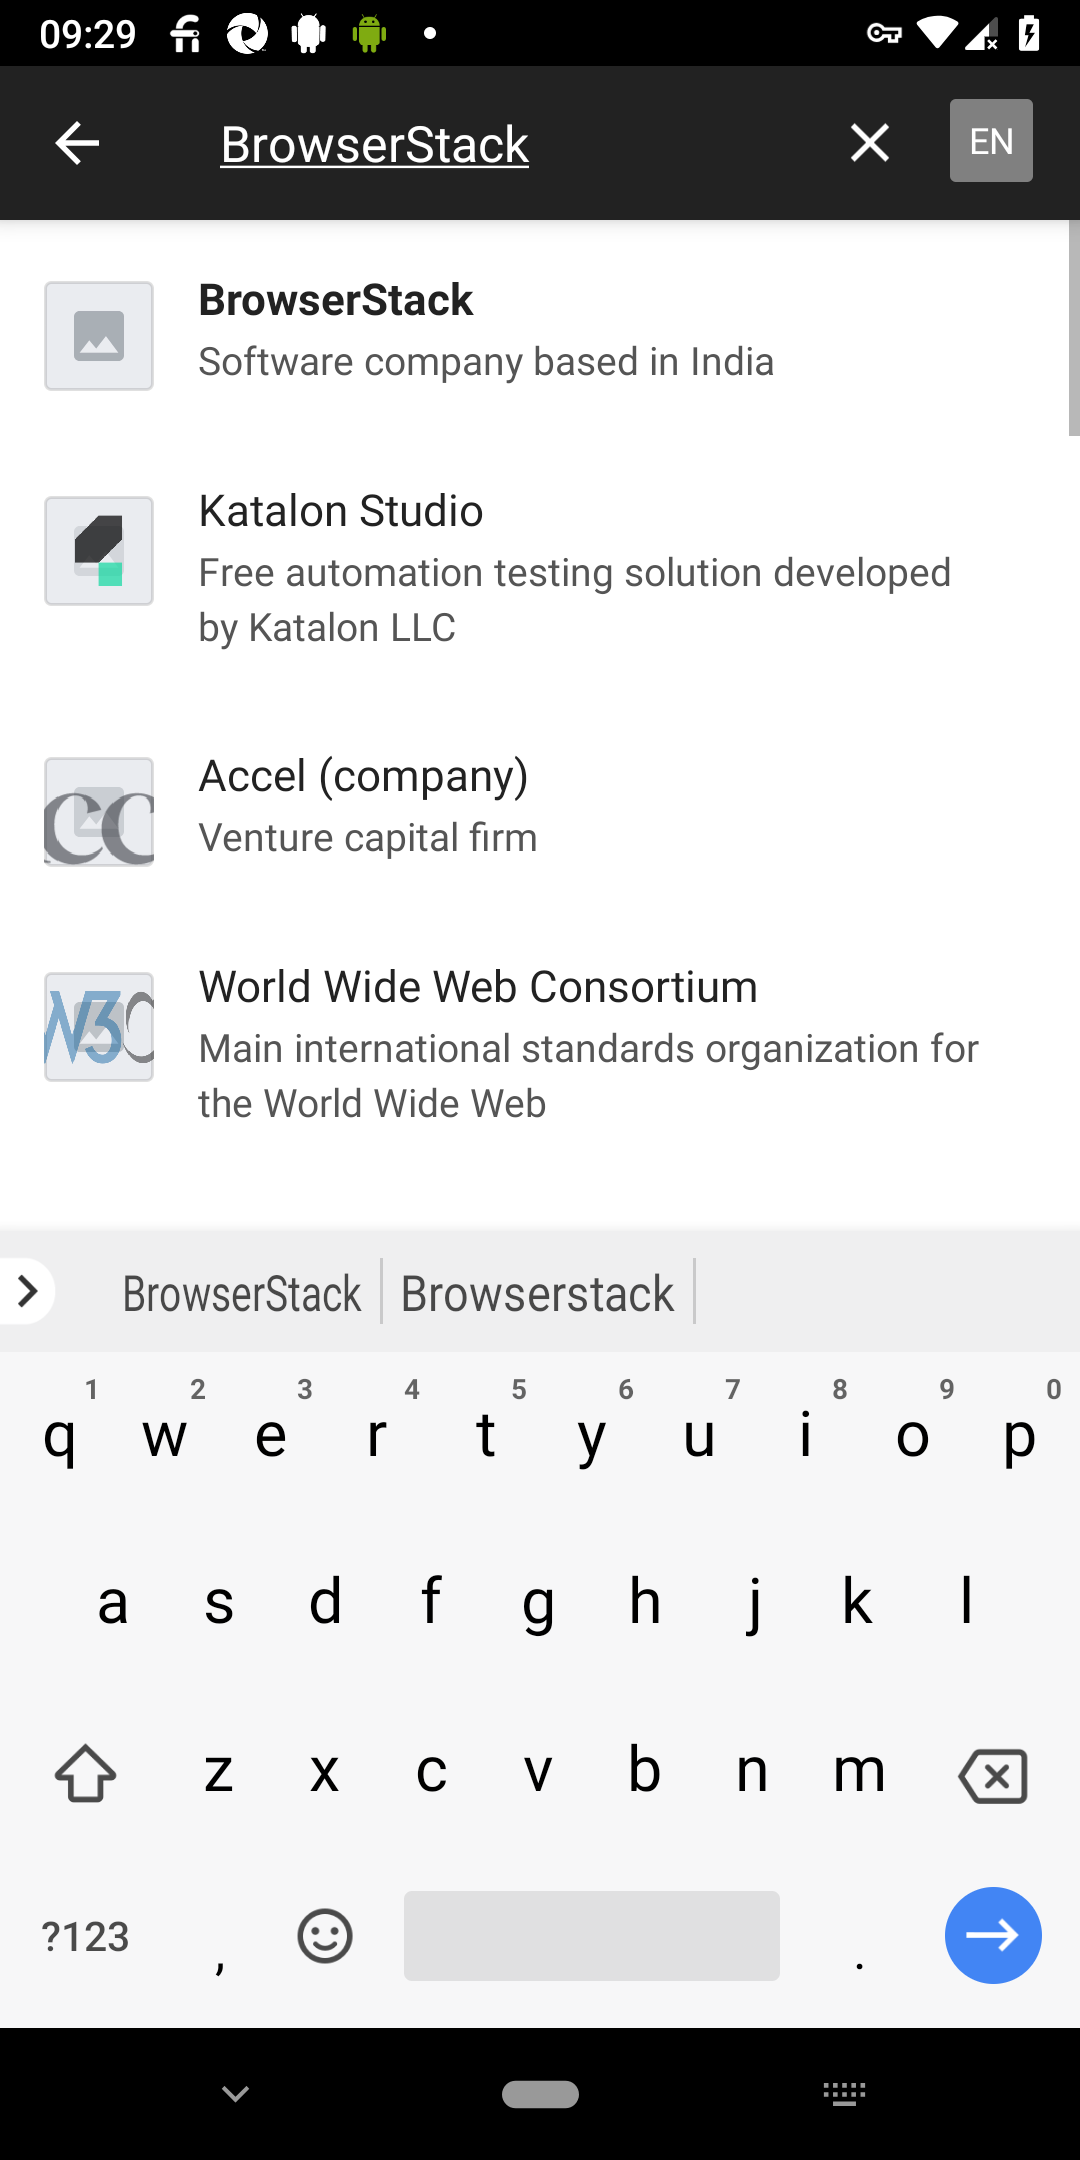 09:29
BrowserStack
EN
BrowserStack
Software company based in India
Katalon Studio
Free automation testing solution developed
by Katalon LLC
CC
Accel (company)
Venture capital firm
W3C
World Wide Web Consortium
Main international standards organization for
the World Wide Web
BrowserStack Browserstack
1 2 3 4 5 6 7 8 9 0
q w e r t y u i o p
a s d f g h j k l
z x c v b n m
?123 , .